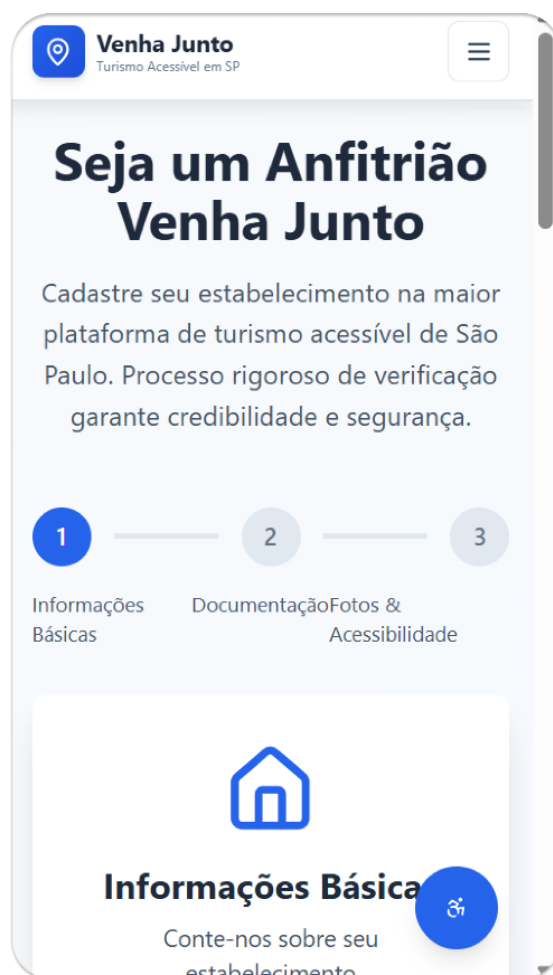 Venha Junto
Turismo Acessível em SP
Seja um Anfitrião
Venha Junto
Cadastre seu estabelecimento na maior
plataforma de turismo acessível de São
Paulo. Processo rigoroso de verificação
garante credibilidade e segurança.
1
2
3
Informações
Básicas
Documentação
Fotos &
Acessibilidade
Informações Básica
Conte-nos sobre seu
estabelecimento